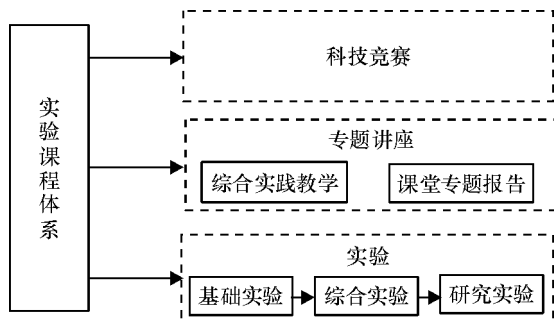 实验课程体系
科技竞赛
专题讲座
综合实践教学
课堂专题报告
实验
基础实验
综合实验
研究实验